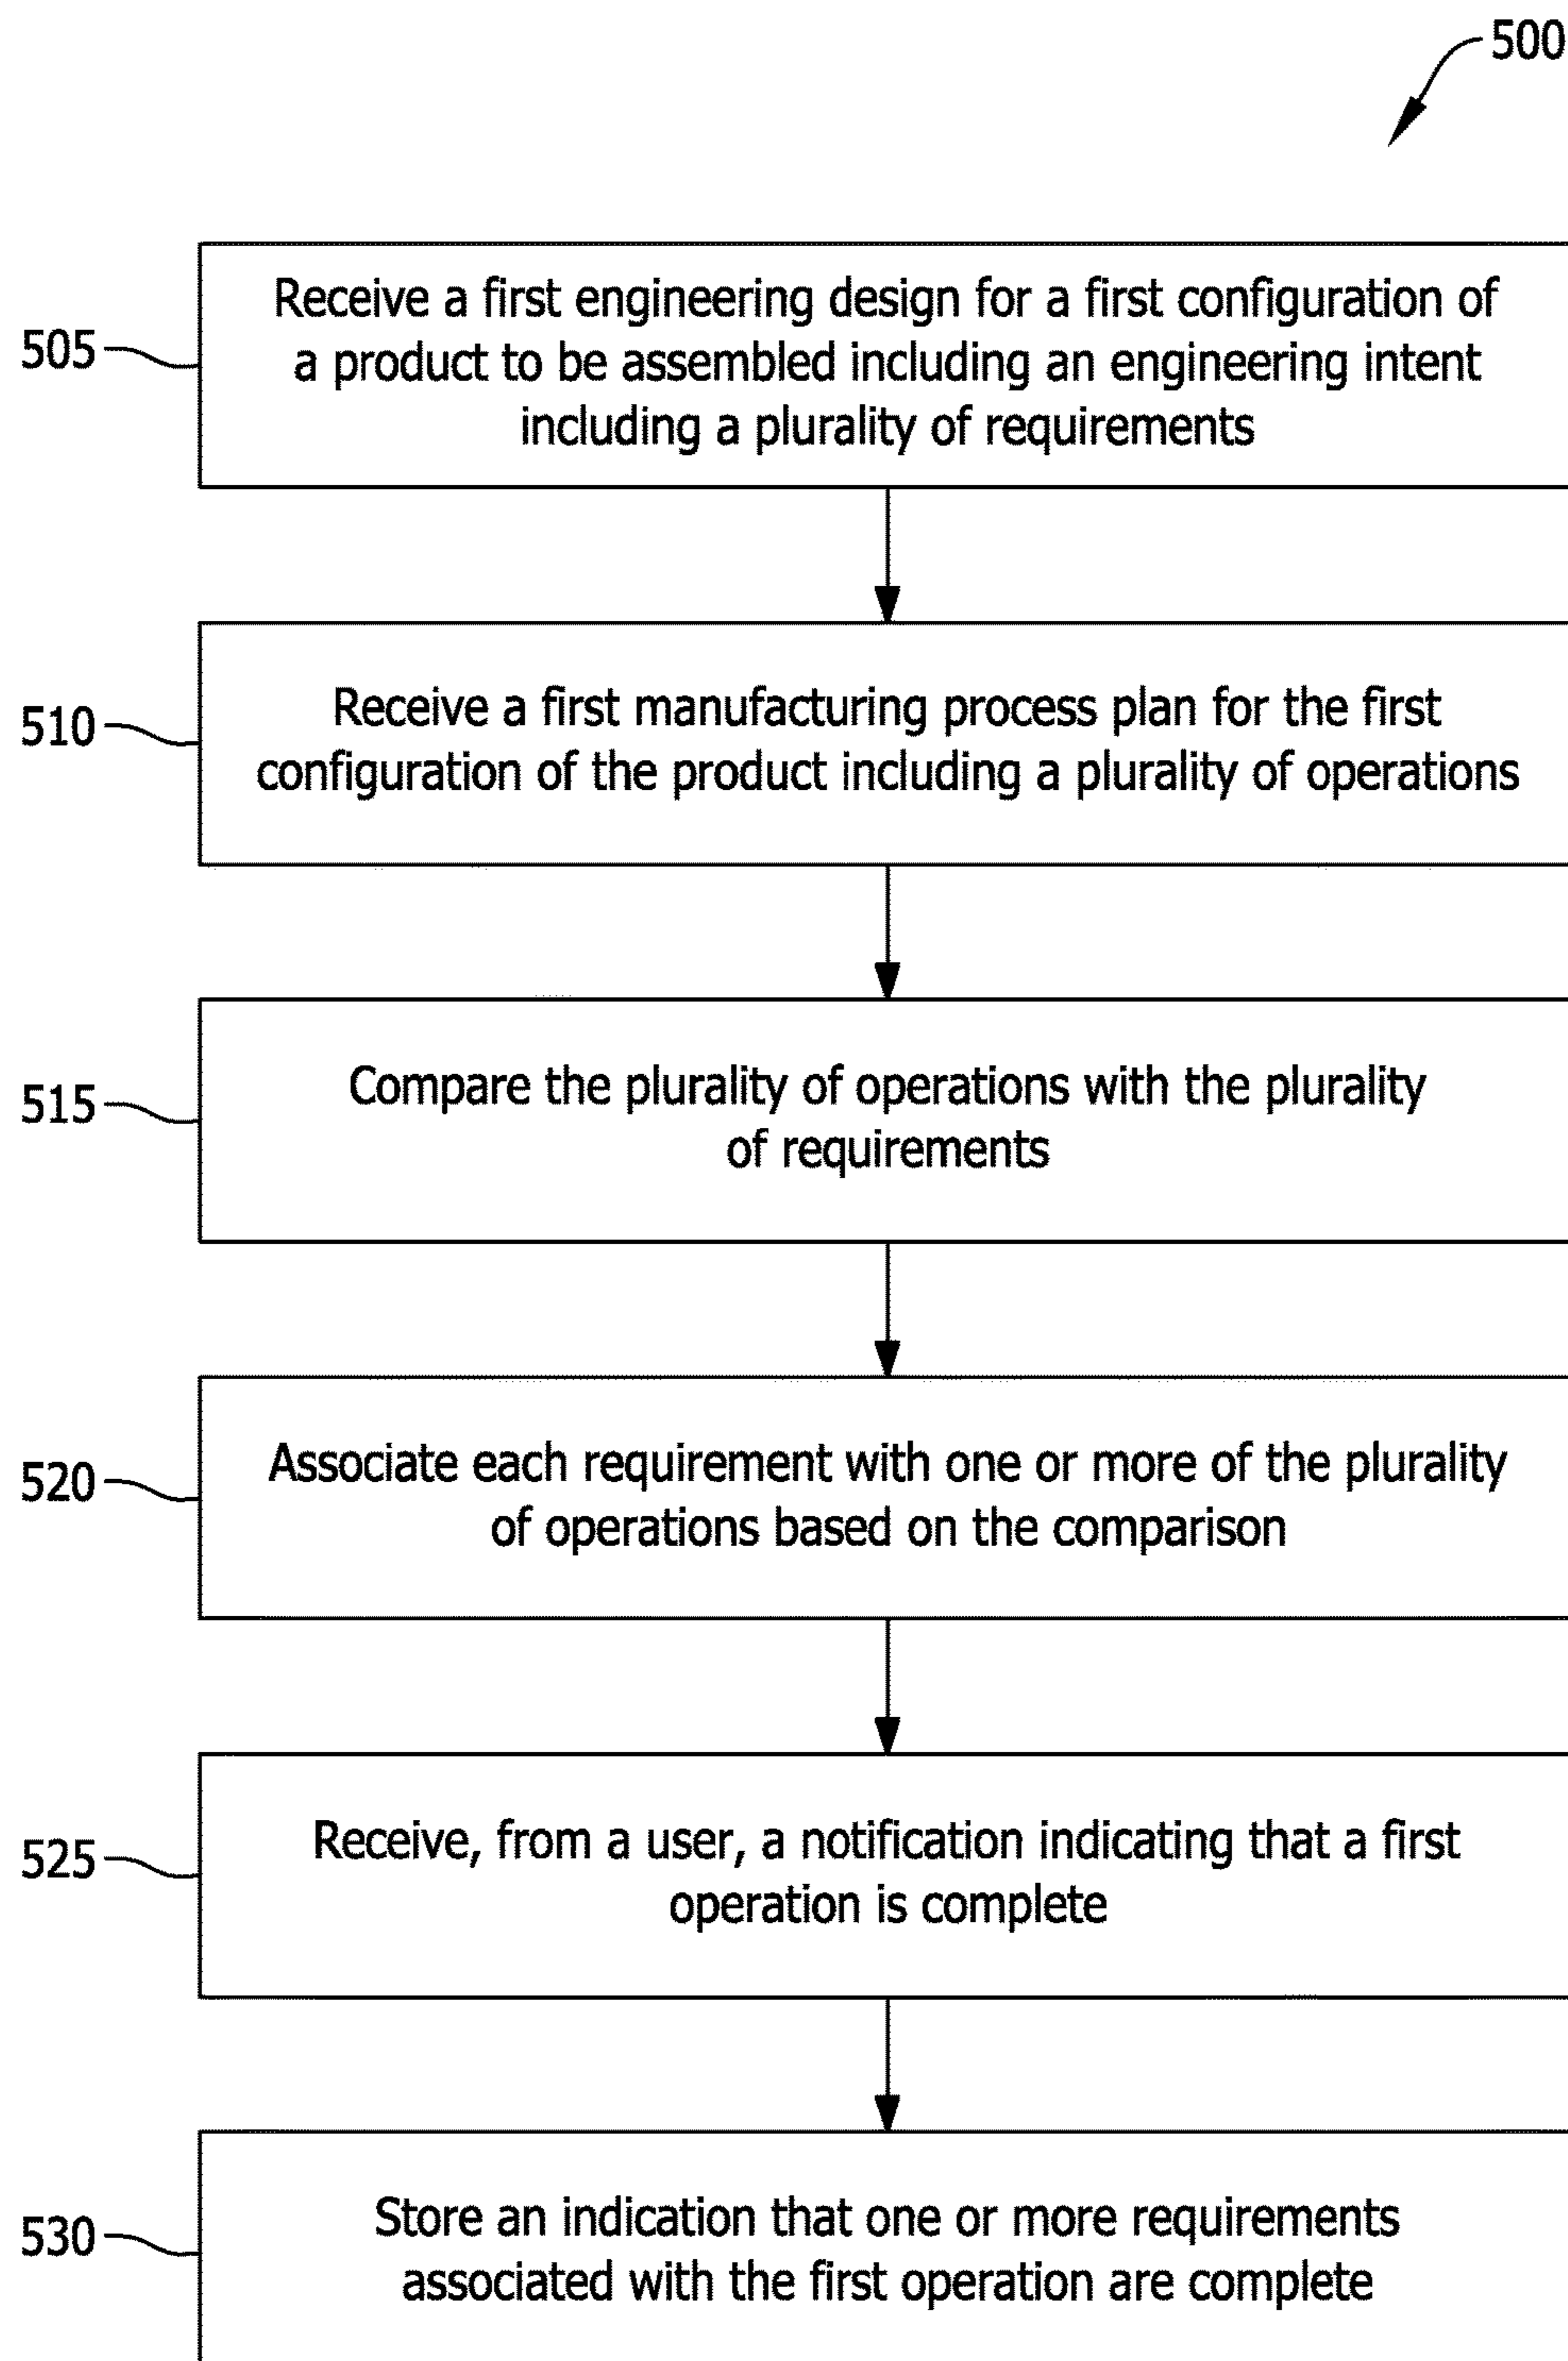 500
505
Receive a first engineering design for a first configuration of
a product to be assembled including an engineering intent
including a plurality of requirements
510
Receive a first manufacturing process plan for the first
configuration of the product including a plurality of operations
515
Compare the plurality of operations with the plurality
of requirements
520
Associate each requirement with one or more of the plurality
of operations based on the comparison
525
Receive, from a user, a notification indicating that a first
operation is complete
530
Store an indication that one or more requirements
associated with the first operation are complete